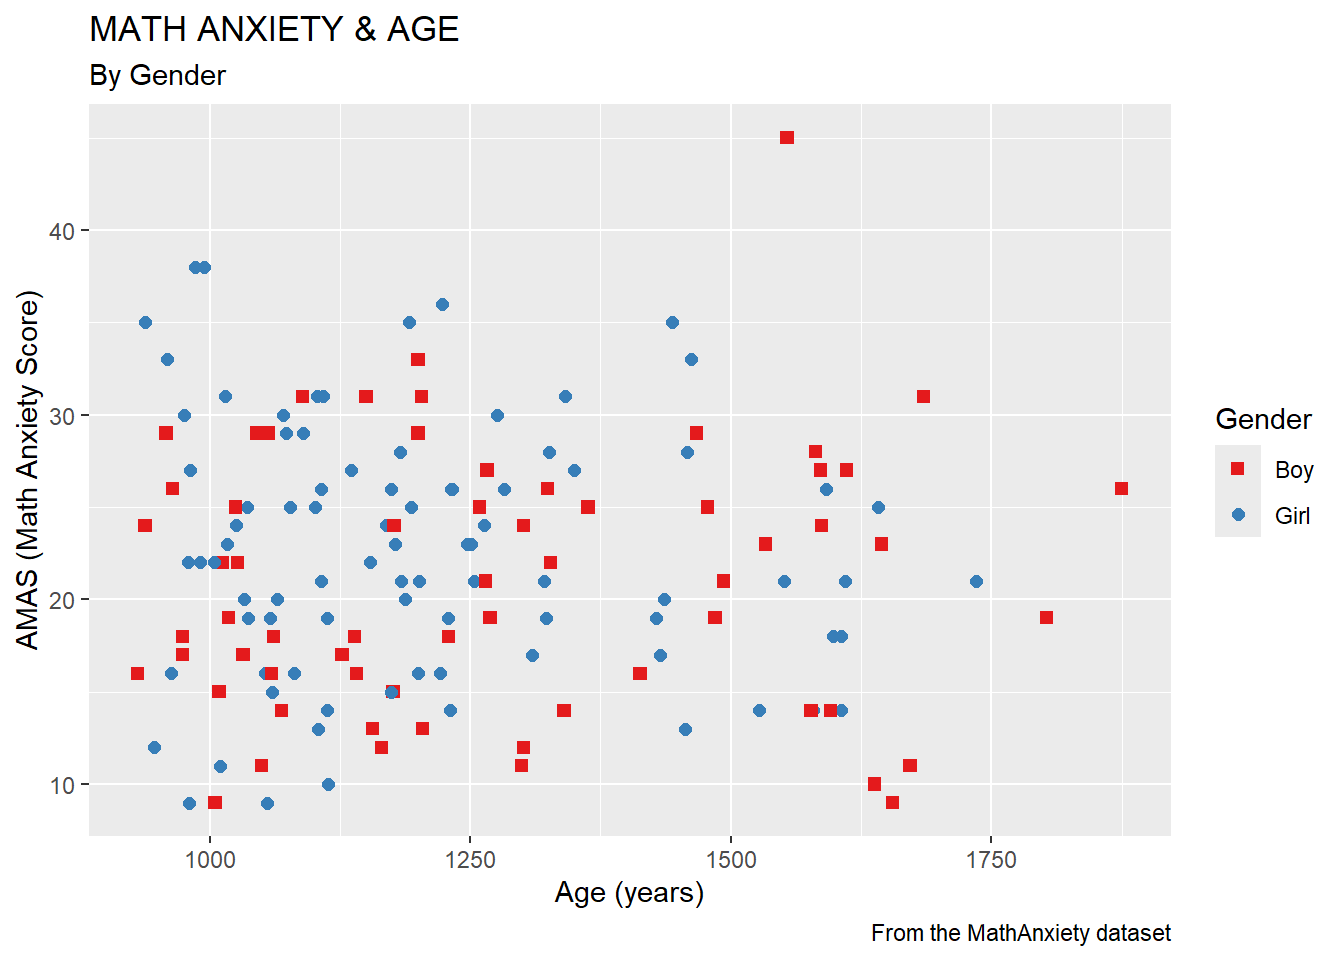 MATH ANXIETY & AGE
By Gender
AMAS (Math Anxiety Score)
40
30
20
10
1000 1250 1500 1750
Age (years)
Gender
Boy
Girl
From the MathAnxiety dataset